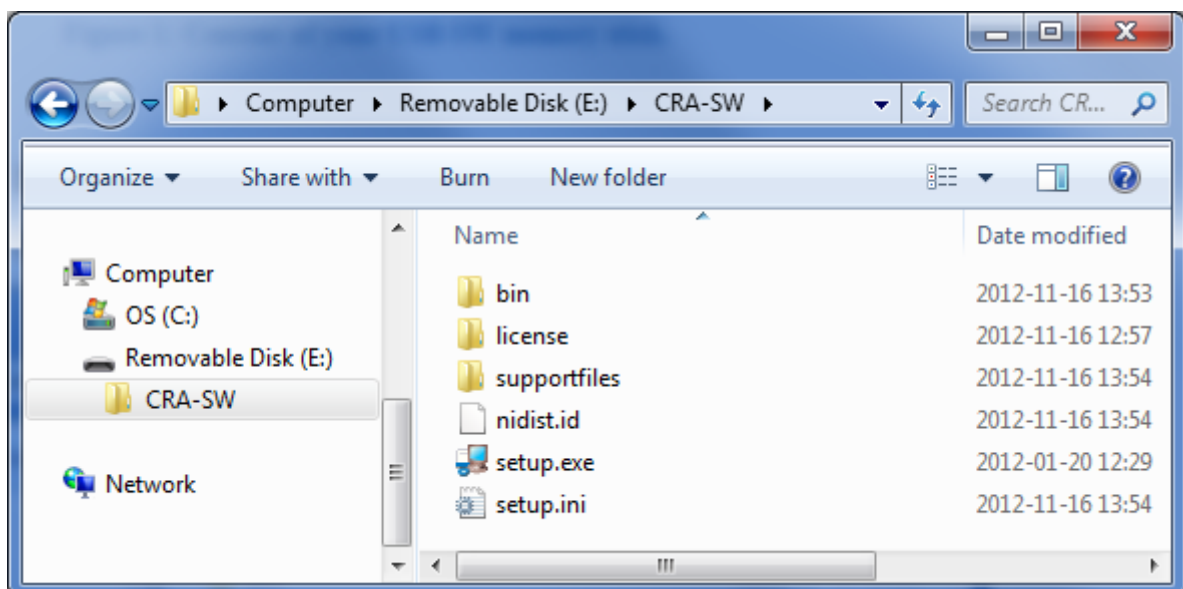 Computer Removable Disk (E:) CRA-SW Search CR...
Organize Share with Burn New folder
Name Date modified
Computer
OS (C:)
Removable Disk (E:)
CRA-SW
Network
bin 2012-11-16 13:53
license 2012-11-16 12:57
supportfiles 2012-11-16 13:54
nidist.id 2012-11-16 13:54
setup.exe 2012-01-20 12:29
setup.ini 2012-11-16 13:54